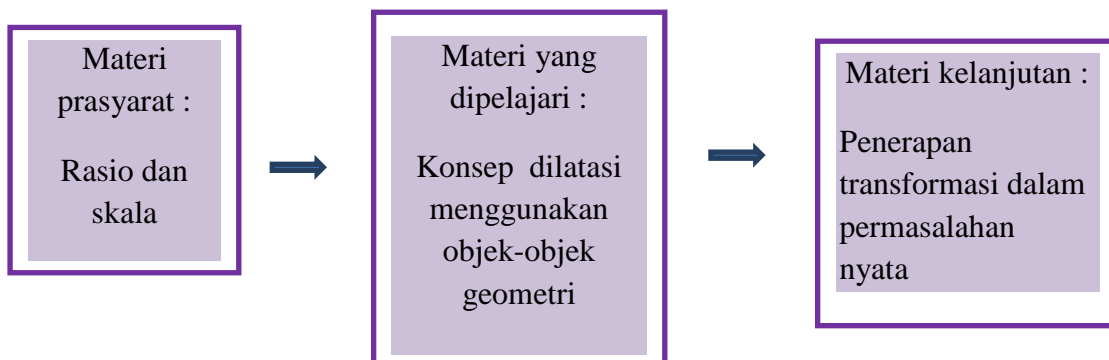 Materi
prasyarat :
Rasio dan
skala
Materi yang
dipelajari :
Konsep dilatasi
menggunakan
objek-objek
geometri
Materi kelanjutan :
Penerapan
transformasi dalam
permasalahan
nyata